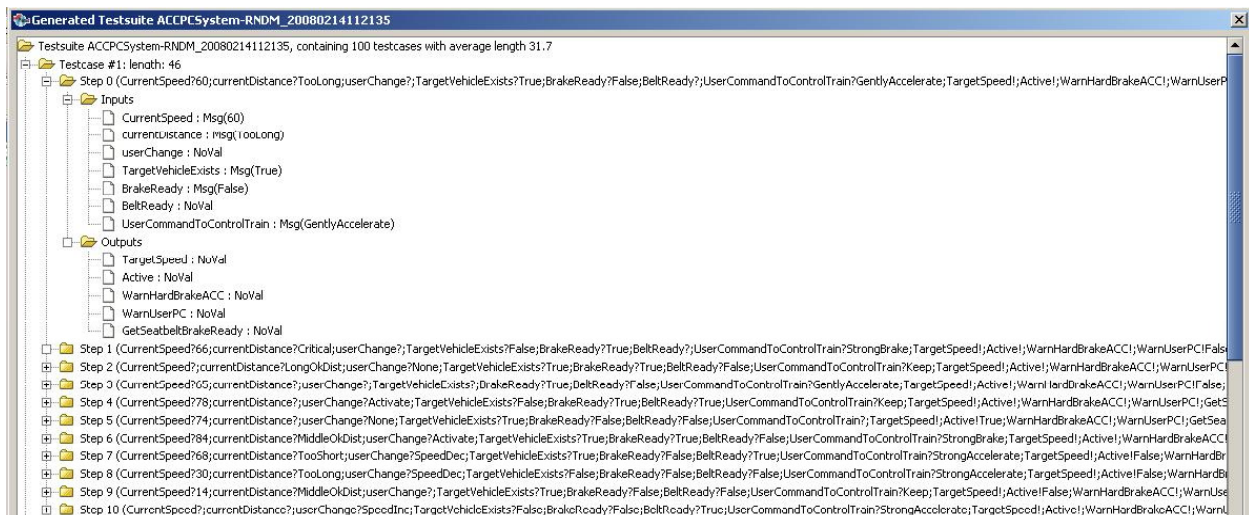 Generated Testsuite ACCPCSystem-RNDM_20080214112135
Testsuite ACCPCSystem-RNDM_20080214112135, containing 100 testcases with average length 31.7
Testcase #1: length: 46
Step 0 (CurrentSpeed?60;currentDistance?TooLong;userChange?;TargetVehicleExists?True;BrakeReady?False;BeltReady?;UserCommandToControlTrain?GentlyAccelerate;TargetSpeed!;Active!;WarnHardBrakeACC!;WarnUserP
Inputs
CurrentSpeed : Msg(60)
currentDistance : Msg(TooLong)
userChange : NoVal
TargetVehicleExists : Msg(True)
BrakeReady : Msg(False)
BeltReady : NoVal
UserCommandToControlTrain : Msg(GentlyAccelerate)
Outputs
TargetSpeed : NoVal
Active : NoVal
WarnHardBrakeACC : NoVal
WarnUserPC : NoVal
GetSeatbeltBrakeReady : NoVal
Step 1 (CurrentSpeed?66;currentDistance?Critical;userChange?;TargetVehicleExists?False;BrakeReady?True;BeltReady?;UserCommandToControlTrain?StrongBrake;TargetSpeed!;Active!;WarnHardBrakeACC!;WarnUserPC!False
Step 2 (CurrentSpeed?;currentDistance?LongOkDist;userChange?None;TargetVehicleExists?True;BrakeReady?True;BeltReady?False;UserCommandToControlTrain?Keep;TargetSpeed!;Active!;WarnHardBrakeACC!;WarnUserPC!
Step 3 (CurrentSpeed?65;currentDistance?;userChange?;TargetVehicleExists?;BrakeReady?True;BeltReady?False;UserCommandToControlTrain?GentlyAccelerate;TargetSpeed!;Active!;WarnHardBrakeACC!;WarnUserPC!False;
Step 4 (CurrentSpeed?78;currentDistance?;userChange?Activate;TargetVehicleExists?False;BrakeReady?True;BeltReady?True;UserCommandToControlTrain?Keep;TargetSpeed!;Active!;WarnHardBrakeACC!;WarnUserPC!;GetS
Step 5 (CurrentSpeed?74;currentDistance?;userChange?None;TargetVehicleExists?True;BrakeReady?False;BeltReady?False;UserCommandToControlTrain?;TargetSpeed!;Active!True;WarnHardBrakeACC!;WarnUserPC!;GetSea
Step 6 (CurrentSpeed?84;currentDistance?MiddleOkDist;userChange?Activate;TargetVehicleExists?True;BrakeReady?True;BeltReady?False;UserCommandToControlTrain?StrongBrake;TargetSpeed!;Active!;WarnHardBrakeACC!
Step 7 (CurrentSpeed?68;currentDistance?TooShort;userChange?SpeedDec;TargetVehicleExists?True;BrakeReady?False;BeltReady?True;UserCommandToControlTrain?StrongAccelerate;TargetSpeed!;Active!False;WarnHardBr
Step 8 (CurrentSpeed?30;currentDistance?TooLong;userChange?SpeedDec;TargetVehicleExists?False;BrakeReady?False;BeltReady?False;UserCommandToControlTrain?StrongAccelerate;TargetSpeed!;Active!False;WarnHardB
Step 9 (CurrentSpeed?14;currentDistance?MiddleOkDist;userChange?;TargetVehicleExists?True;BrakeReady?False;BeltReady?False;UserCommandToControlTrain?Keep;TargetSpeed!;Active!False;WarnHardBrakeACC!;WarnUse
Step 10 (CurrentSpeed?;currentDistance?;userChange?SpeedInc;TargetVehicleExists?False;BrakeReady?False;BeltReady?True;UserCommandToControlTrain?StrongAccelerate;TargetSpeed!;Active!False;WarnHardBrakeACC!;WarnU